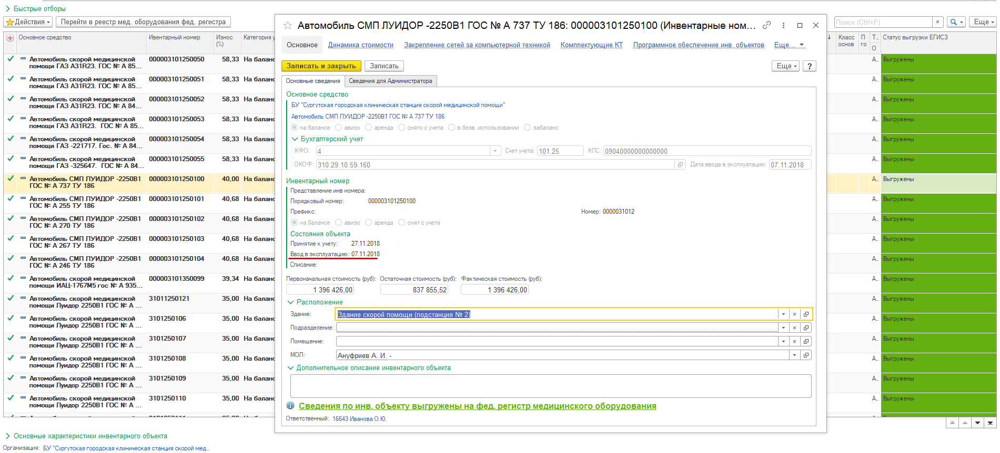 Быстрые отборы
Автомобиль СМП ЛУИДОР -2250В1 ГОС № А 737 ТУ 186: 000003101250100 (Инвентарные ном...
Действия
Перейти в реестр мед. оборудования фед. регистра
Поиск (Ctrl+F)
Еще
Основное средство
Ивентарный номер
Износ (%)
Категория у
Класс основ
П го
Т...
О
Статус выгрузки ЕГИСЗ
Основное
Динамика стоимости
Закрепление сетей за компьютерной техникой
Комплектующие КТ
Программное обеспечение инв. объектов
Еще...
Записать и закрыть
Записать
Еще
?
Основные сведения
Сведения для Администратора
Автомобиль скорой медицинской 000003101250050 58,33 На баланс А... Выгружены
помощи ГАЗ А31R23. ГОС № А 85...
Автомобиль скорой медицинской 000003101250051 58,33 На баланс А... Выгружены
помощи ГАЗ А31R23. ГОС № А 85...
Автомобиль скорой медицинской 000003101250052 58,33 На баланс А... Выгружены
помощи ГАЗ А31R23. ГОС № А 84...
Автомобиль скорой медицинской 000003101250053 58,33 На баланс А... Выгружены
помощи ГАЗ А31R23. ГОС № А 85...
Автомобиль скорой медицинской 000003101250054 58,33 На баланс А... Выгружены
помощи ГАЗ -221717. Гос. № А 84...
Автомобиль скорой медицинской 000003101250055 58,33 На баланс А... Выгружены
помощи ГАЗ -325647. ГОС № А 84...
Автомобиль СМП ЛУИДОР -2250В1 000003101250100 40,00 На баланс А... Выгружены
ГОС № А 737 ТУ 186
Автомобиль СМП ЛУИДОР -2250В1 000003101250101 40,68 На баланс А... Выгружены
ГОС № А 255 ТУ 186
Автомобиль СМП ЛУИДОР -2250В1 000003101250102 40,68 На баланс А... Выгружены
ГОС № А 270 ТУ 186
Автомобиль СМП ЛУИДОР -2250В1 000003101250103 40,68 На баланс А... Выгружены
ГОС № А 267 ТУ 186
Автомобиль СМП ЛУИДОР -2250В1 000003101250104 40,68 На баланс А... Выгружены
ГОС № А 246 ТУ 186
Автомобиль скорой медицинской 000003101350099 39,34 На баланс А... Выгружены
помощи ИАЦ-1767М5 гос № А 935...
Автомобиль скорой медицинской 31011250121 35,00 На баланс А... Выгружены
помощи Луидор 2250В1 ГОС № А ...
Автомобиль скорой медицинской 3101250106 35,00 На баланс А... Выгружены
помощи Луидор 2250В1 ГОС № А ...
Автомобиль скорой медицинской 3101250107 35,00 На баланс А... Выгружены
помощи Луидор 2250В1 ГОС № А ...
Автомобиль скорой медицинской 3101250108 35,00 На баланс А... Выгружены
помощи Луидор 2250В1 ГОС № А ...
Автомобиль скорой медицинской 3101250109 35,00 На баланс А... Выгружены
помощи Луидор 2250В1 ГОС № А ...
Автомобиль скорой медицинской 3101250110 35,00 На баланс А... Выгружены
помощи Луидор 2250В1 ГОС № А ...
Основное средство
БУ "Сургутская городская клиническая станция скорой медицинской помощи"
Автомобиль СМП ЛУИДОР -2250В1 ГОС № А 737 ТУ 186
на балансе авизо аренда снято с учета в безв. использовании забаланс
Бухгалтерский учет
КФО: 4 Счет учета: 101.25 КПС: 09040000000000000
ОКОФ: 310.29.10.59.160 Дата ввода в эксплуатацию: 07.11.2018
Инвентарный номер
Представление инв номера:
Порядковый номер: 000003101250100
Префикс: Номер: 0000031012
на балансе авизо аренда снят с учета
Состояния объекта
Принятие к учету: 27.11.2018
Ввод в эксплуатацию: 07.11.2018
Списание:
Первоначальная стоимость (руб): Остаточная стоимость (руб): Фактическая стоимость (руб):
1 396 426,00 837 855,52 1 396 426,00
Расположение
Здание: Здание скорой помощи (подстанция № 2)
Подразделение:
Помещение:
МОЛ: Ануфриев А. И. -
Дополнительное описание инвентарного объекта
Сведения по инв. объекту выгружены на фед. регистр медицинского оборудования
Ответственный: 16643 Иванова О.Ю.
Основные характеристики инвентарного объекта
Организация: БУ "Сургутская городская клиническая станция скорой мед...